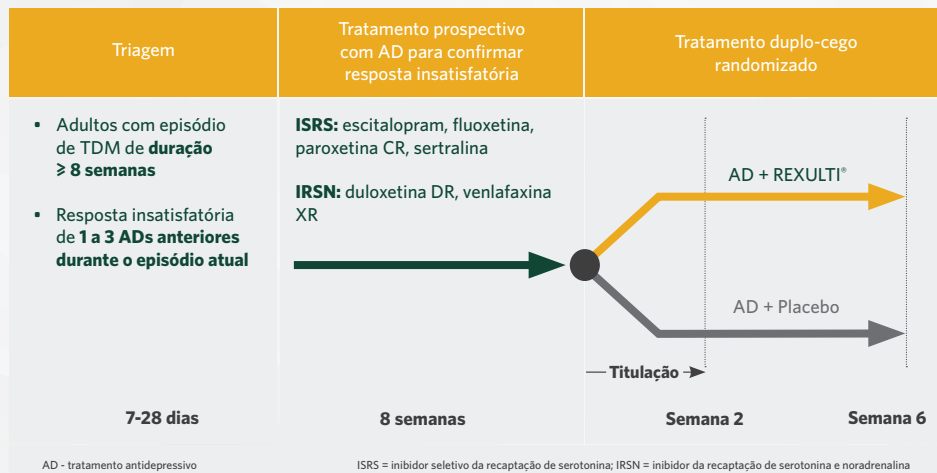 Triagem
Tratamento prospectivo
com AD para confirmar
resposta insatisfatória
Tratamento duplo-cego
randomizado
• Adultos com episódio
de TDM de duração
≥ 8 semanas
• Resposta insatisfatória
de 1 a 3 ADs anteriores
durante o episódio atual
ISRS: escitalopram, fluoxetina,
paroxetina CR, sertralina
IRSN: duloxetina DR, venlafaxina
XR
AD + REXULTI®
AD + Placebo
Titulação
7-28 dias
8 semanas
Semana 2
Semana 6
AD - tratamento antidepressivo
ISRS = inibidor seletivo da recaptação de serotonina; IRSN = inibidor da recaptação de serotonina e noradrenalina